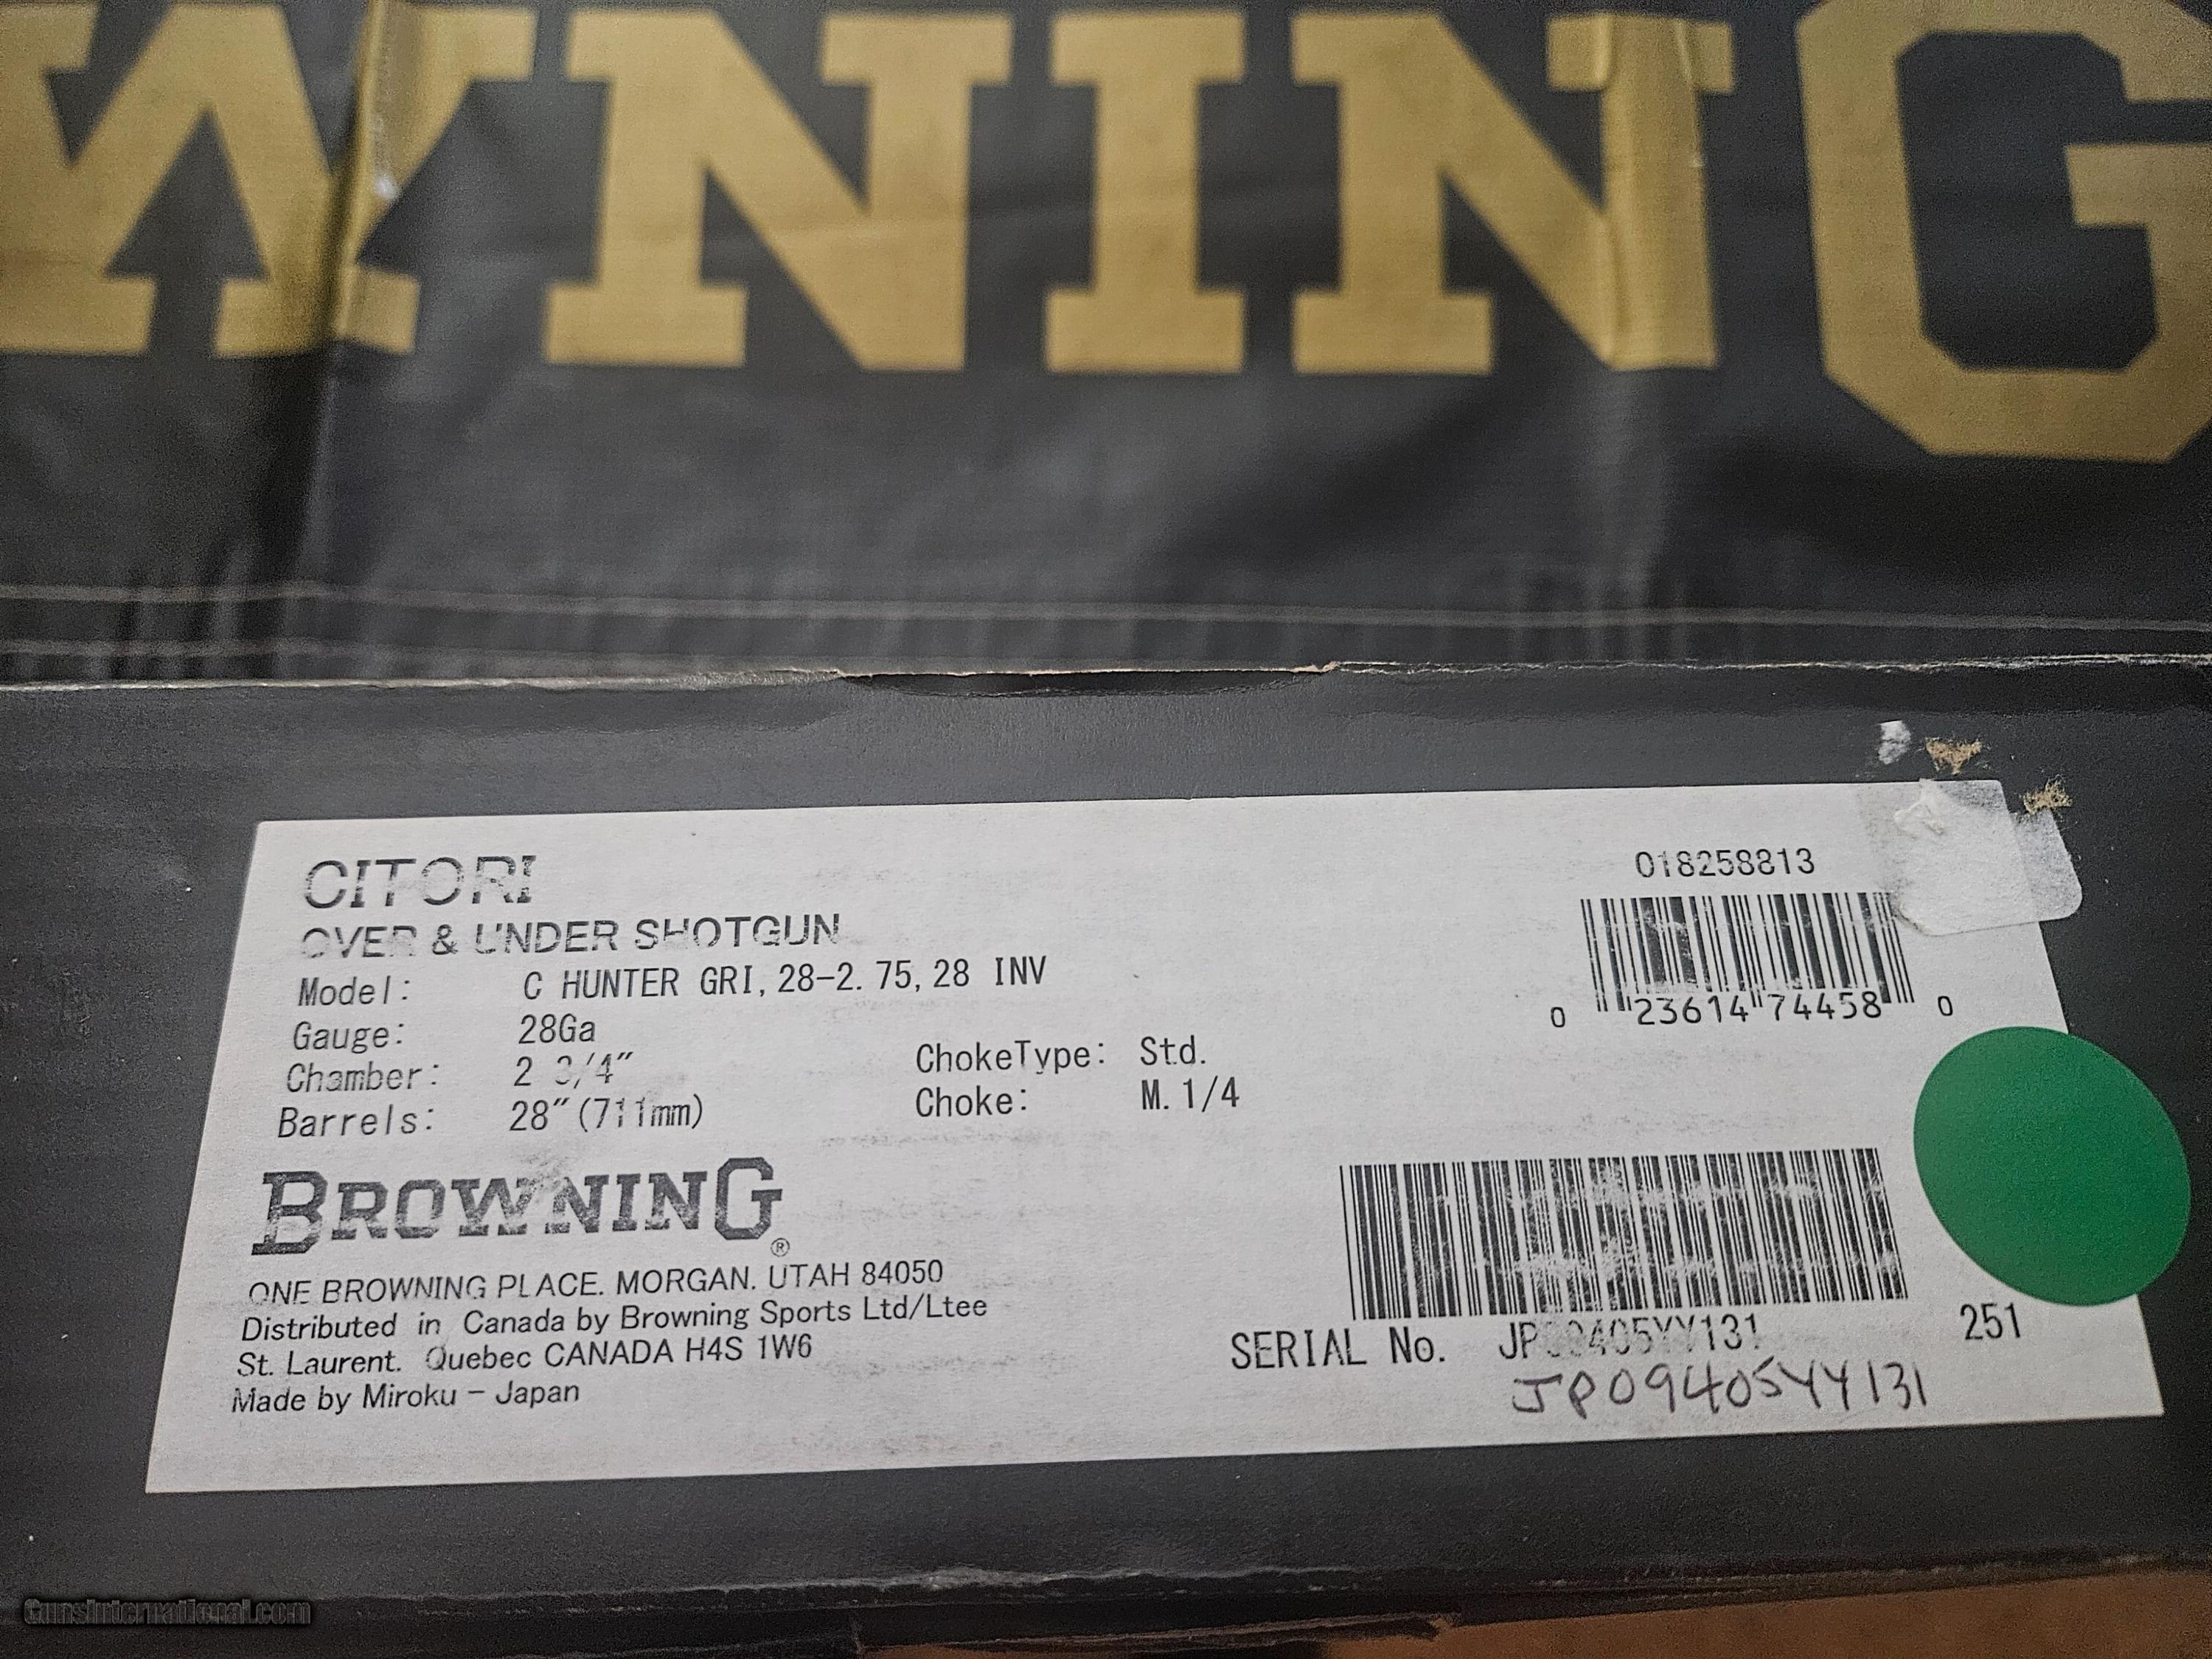 WNING
CITORI
OVER & UNDER SHOTGUN
Model: C HUNTER GRI, 28-2.75, 28 INV
Gauge: 28Ga
Chamber: 2 3/4"
Barrels: 28" (711mm)
ChokeType: Std.
Choke: M. 1/4
BROWNING®
ONE BROWNING PLACE. MORGAN. UTAH 84050
Distributed in Canada by Browning Sports Ltd/Ltee
St. Laurent. Quebec CANADA H4S 1W6
Made by Miroku - Japan
018258813
0 23614 74458 0
251
SERIAL No. JP09405YY131
JP09405YY131
GunsInternational.com